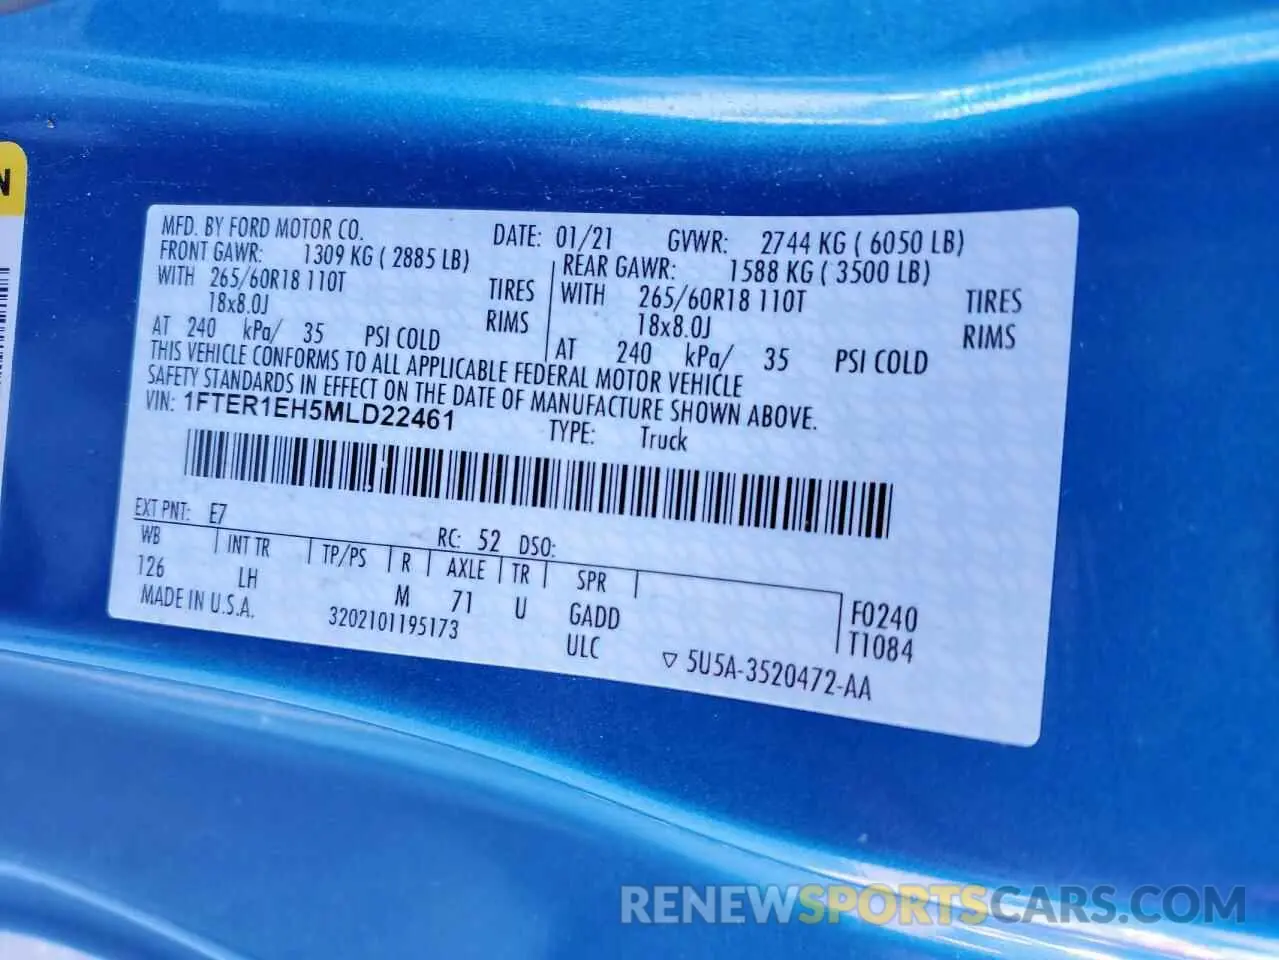 N
MFD. BY FORD MOTOR CO. DATE: 01/21 GVWR: 2744 KG ( 6050 LB)
FRONT GAWR: 1309 KG ( 2885 LB) REAR GAWR: 1588 KG ( 3500 LB)
WITH 265/60R18 110T TIRES WITH 265/60R18 110T TIRES
18x8.0J RIMS 18x8.0J RIMS
AT 240 kPa/ 35 PSI COLD AT 240 kPa/ 35 PSI COLD
THIS VEHICLE CONFORMS TO ALL APPLICABLE FEDERAL MOTOR VEHICLE
SAFETY STANDARDS IN EFFECT ON THE DATE OF MANUFACTURE SHOWN ABOVE.
VIN: 1FTER1EH5MLD22461 TYPE: Truck
EXT PNT: E7 RC: 52 DSO:
WB INT TR TP/PS R AXLE TR SPR
126 LH M 71 U GADD F0240
MADE IN U.S.A. 3202101195173 ULC T1084
5U5A-3520472-AA
RENEWSPORTSCARS.COM